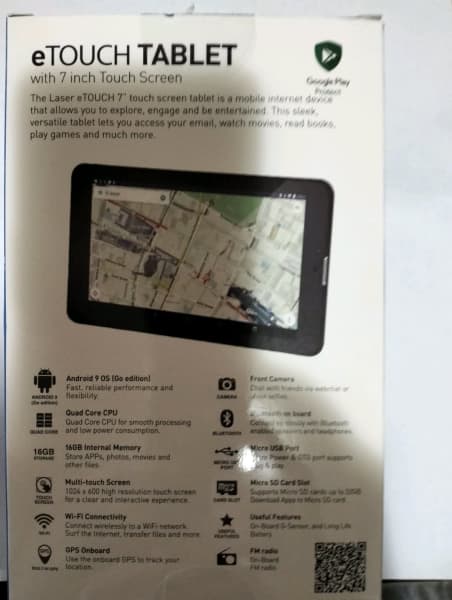 eTOUCH TABLET
with 7 inch Touch Screen
Google Play
Protect
The Laser eTOUCH 7" touch screen tablet is a mobile internet device
that allows you to explore, engage and be entertained. This sleek,
versatile tablet lets you access your email, watch movies, read books,
play games and much more.
ANDROID 9
(Go edition)
Android 9 OS (Go edition)
Fast, reliable performance and
flexibility.
QUAD CORE
Quad Core CPU
Quad Core CPU for smooth processing
and low power consumption.
16GB
STORAGE
16GB Internal Memory
Store APPs, photos, movies and
other files.
TOUCH
SCREEN
Multi-touch Screen
1024 x 600 high resolution touch screen
for a clear and interactive experience.
Wi-Fi
Wi-Fi Connectivity
Connect wirelessly to a WiFi network.
Surf the Internet, transfer files and more
Built in GPS
GPS Onboard
Use the onboard GPS to track your
location.
CAMERA
Front Camera
Chat with friends via webchat or
selfies.
BLUETOOTH
Bluetooth on board
Connect wirelessly with Bluetooth
enabled speakers and headphones.
MICRO USB
PORT
Micro USB Port
Micro Power & OTG port supports
plug & play
Micro
CARD SLOT
Micro SD Card Slot
Supports Micro SD cards up to 32GB
Download Apps to Micro SD card.
USEFUL
FEATURES
Useful Features
On-Board G-Sensor, and Long Life
Battery
FM RADIO
FM radio
On-Board
FM radio